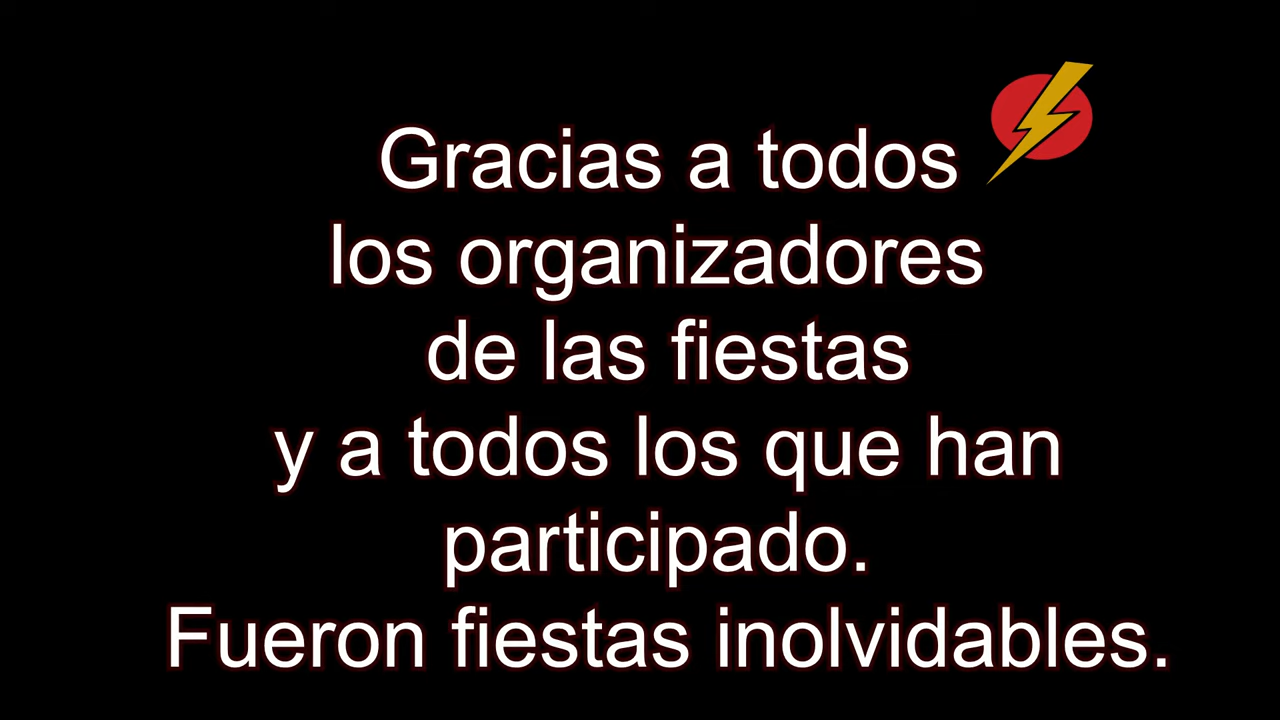 Gracias a todos
los organizadores
de las fiestas
y a todos los que han
participado.
Fueron fiestas inolvidables.